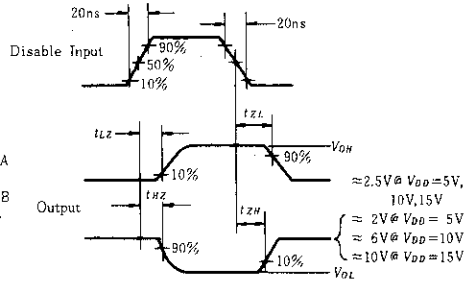 20ns
20ns
Disable Input
90%
50%
10%
tLZ
tZL
VOH
A
90%
10%
≈2.5V@ VDD=5V,
10V,15V
B
Output
tHZ
tZH
≈ 2V@ VDD= 5V
≈ 6V@ VDD=10V
≈10V@ VDD=15V
90%
10%
VOL